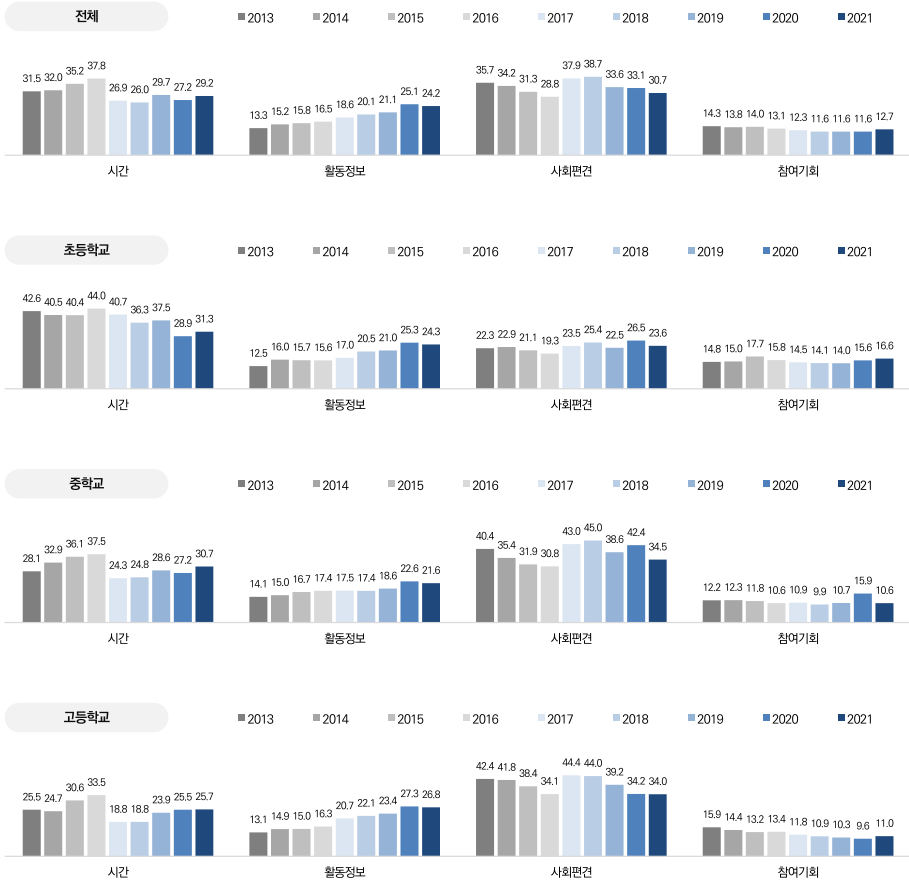 전체
2013 2014 2015 2016 2017 2018 2019 2020 2021
31.5 32.0 35.2 37.8 26.9 26.0 29.7 27.2 29.2 13.3 15.2 15.8 16.5 18.6 20.1 21.1 25.1 24.2 35.7 34.2 31.3 28.8 37.9 38.7 33.6 33.1 30.7 14.3 13.8 14.0 13.1 12.3 11.6 11.6 11.6 12.7
시간 활동정보 사회편견 참여기회
초등학교
2013 2014 2015 2016 2017 2018 2019 2020 2021
42.6 40.5 40.4 44.0 40.7 36.3 37.5 28.9 31.3 12.5 16.0 15.7 15.6 17.0 20.5 21.0 25.3 24.3 22.3 22.9 21.1 19.3 23.5 25.4 22.5 26.5 23.6 14.8 15.0 17.7 15.8 14.5 14.1 14.0 15.6 16.6
시간 활동정보 사회편견 참여기회
중학교
2013 2014 2015 2016 2017 2018 2019 2020 2021
28.1 32.9 36.1 37.5 24.3 24.8 28.6 27.2 30.7 14.1 15.0 16.7 17.4 17.5 17.4 18.6 22.6 21.6 40.4 35.4 31.9 30.8 43.0 45.0 38.6 42.4 34.5 12.2 12.3 11.8 10.6 10.9 9.9 10.7 15.9 10.6
시간 활동정보 사회편견 참여기회
고등학교
2013 2014 2015 2016 2017 2018 2019 2020 2021
25.5 24.7 30.6 33.5 18.8 18.8 23.9 25.5 25.7 13.1 14.9 15.0 16.3 20.7 22.1 23.4 27.3 26.8 42.4 41.8 38.4 34.1 44.4 44.0 39.2 34.2 34.0 15.9 14.4 13.2 13.4 11.8 10.9 10.3 9.6 11.0
시간 활동정보 사회편견 참여기회